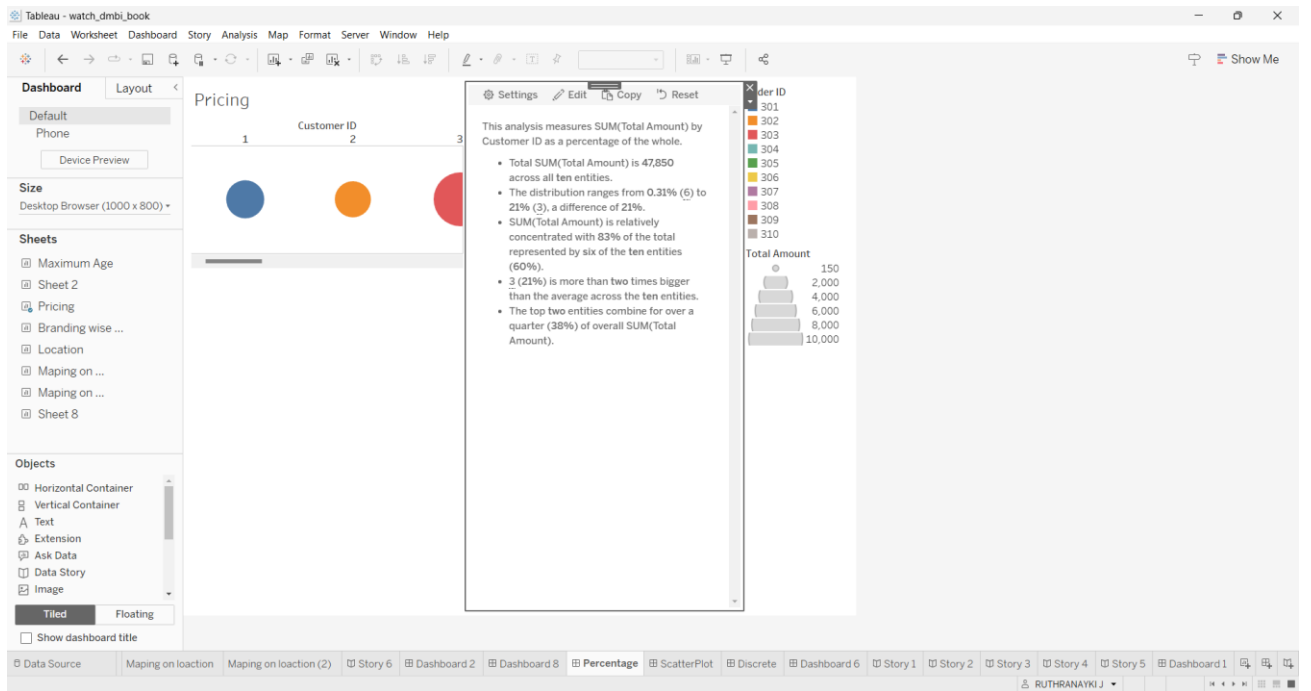 Tableau - watch_dmbi_book
File Data Worksheet Dashboard Story Analysis Map Format Server Window Help
Show Me
Dashboard Layout
Default
Phone
Device Preview
Size
Desktop Browser (1000 x 800)
Sheets
Maximum Age
Sheet 2
Pricing
Branding wise ...
Location
Maping on ...
Maping on ...
Sheet 8
Objects
Horizontal Container
Vertical Container
Text
Extension
Ask Data
Data Story
Image
Tiled Floating
Show dashboard title
Pricing
Customer ID
1 2 3
Settings Edit Copy Reset
This analysis measures SUM(Total Amount) by
Customer ID as a percentage of the whole.
• Total SUM(Total Amount) is 47,850
across all ten entities.
• The distribution ranges from 0.31% (6) to
21% (3), a difference of 21%.
• SUM(Total Amount) is relatively
concentrated with 83% of the total
represented by six of the ten entities
(60%).
• 3 (21%) is more than two times bigger
than the average across the ten entities.
• The top two entities combine for over a
quarter (38%) of overall SUM(Total
Amount).
der ID
301
302
303
304
305
306
307
308
309
310
Total Amount
150
2,000
4,000
6,000
8,000
10,000
Data Source Maping on loaction Maping on loaction (2) Story 6 Dashboard 2 Dashboard 8 Percentage ScatterPlot Discrete Dashboard 6 Story 1 Story 2 Story 3 Story 4 Story 5 Dashboard 1
RUTHRANAYKI J